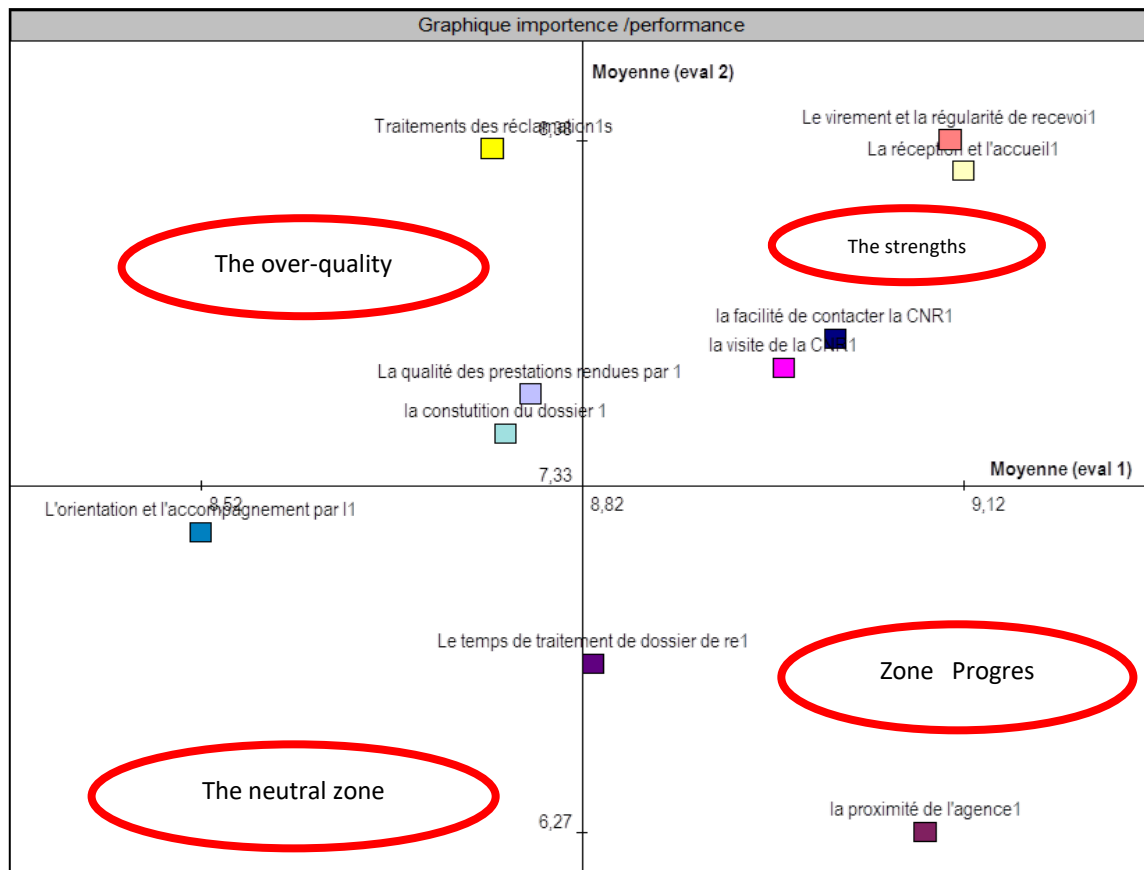 Graphique importence /performance
Moyenne (eval 2)
Le virement et la régularité de recevoi1
Traitements des réclamation1s
8,38
La réception et l'accueil1
The over-quality
The strengths
la facilité de contacter la CNR1
la visite de la CNR1
La qualité des prestations rendues par 1
la constutition du dossier 1
7,33
Moyenne (eval 1)
8,52
8,82
9,12
L'orientation et l'accompagnement par l1
Le temps de traitement de dossier de re1
Zone Progres
The neutral zone
la proximité de l'agence1
6,27